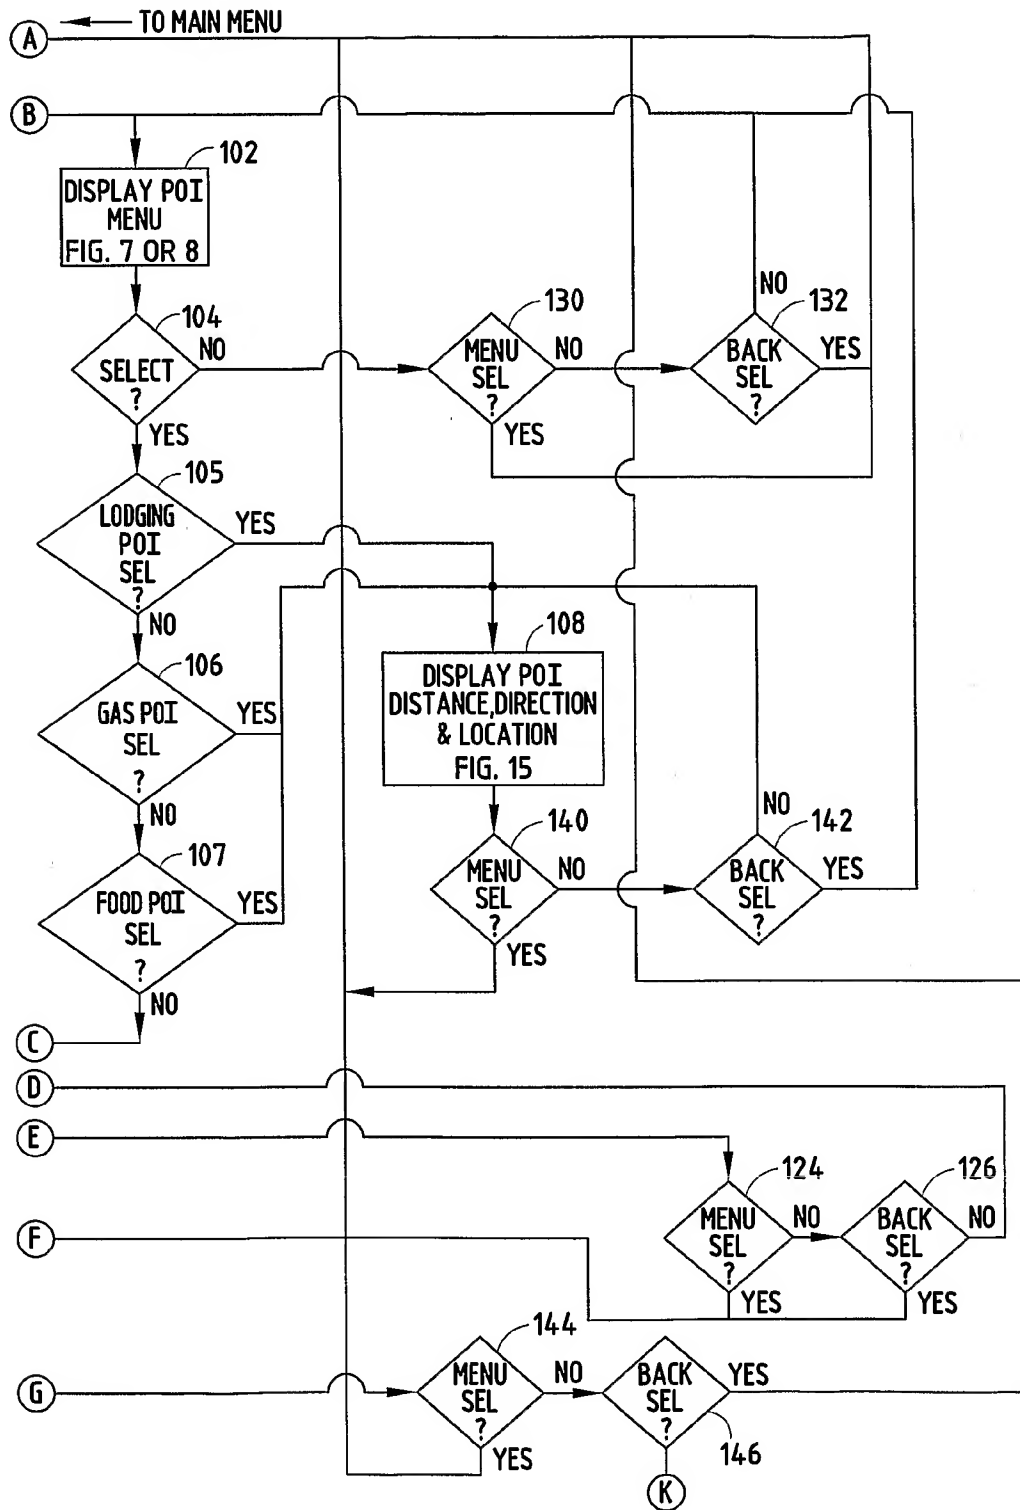 A
TO MAIN MENU
B
102
DISPLAY POI
MENU
FIG. 7 OR 8
104
SELECT
?
NO
YES
130
MENU
SEL
?
NO
YES
132
BACK
SEL
?
NO
YES
105
LODGING
POI
SEL
?
YES
NO
106
GAS POI
SEL
?
YES
NO
107
FOOD POI
SEL
?
YES
NO
108
DISPLAY POI
DISTANCE,DIRECTION
& LOCATION
FIG. 15
140
MENU
SEL
?
NO
YES
142
BACK
SEL
?
NO
YES
C
D
E
124
MENU
SEL
?
NO
YES
126
BACK
SEL
?
NO
YES
F
G
144
MENU
SEL
?
NO
YES
BACK
SEL
?
YES
146
K